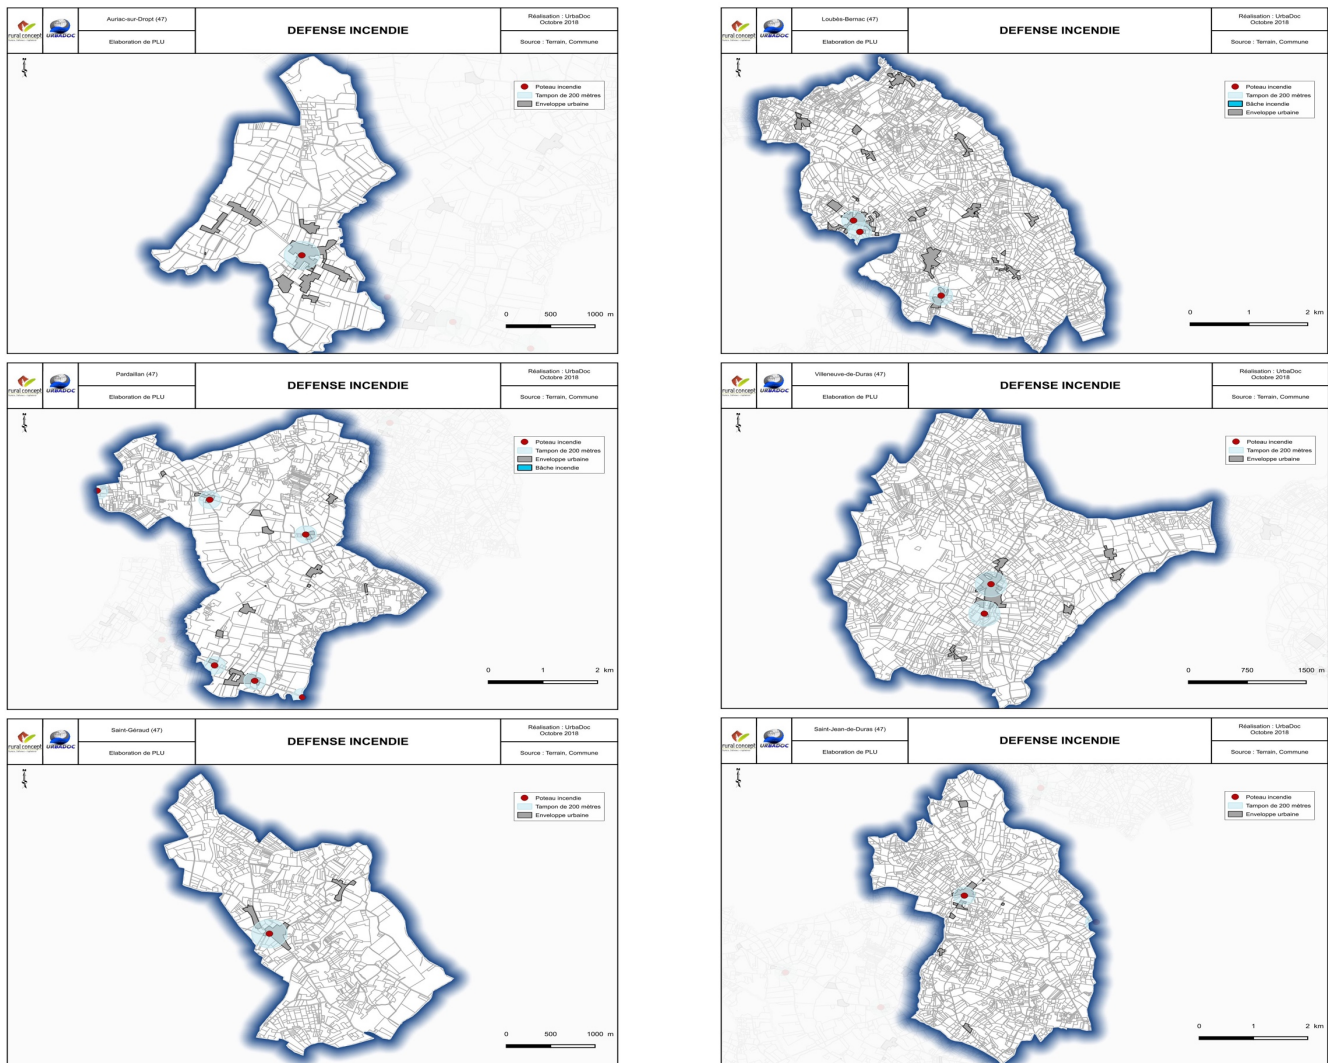 rural concept
URBADOC
Auriac-sur-Dropt (47)
Elaboration de PLU
DEFENSE INCENDIE
Réalisation : UrbaDoc
Octobre 2018
Source : Terrain, Commune
N
Poteau incendie
Tampon de 200 mètres
Enveloppe urbaine
0 500 1000 m
rural concept
URBADOC
Loubès-Bernac (47)
Elaboration de PLU
DEFENSE INCENDIE
Réalisation : UrbaDoc
Octobre 2018
Source : Terrain, Commune
N
Poteau incendie
Tampon de 200 mètres
Bâche incendie
Enveloppe urbaine
0 1 2 km
rural concept
URBADOC
Pardaillan (47)
Elaboration de PLU
DEFENSE INCENDIE
Réalisation : UrbaDoc
Octobre 2018
Source : Terrain, Commune
N
Poteau incendie
Tampon de 200 mètres
Enveloppe urbaine
Bâche incendie
0 1 2 km
rural concept
URBADOC
Villeneuve-de-Duras (47)
Elaboration de PLU
DEFENSE INCENDIE
Réalisation : UrbaDoc
Octobre 2018
Source : Terrain, Commune
N
Poteau incendie
Tampon de 200 mètres
Enveloppe urbaine
0 750 1500 m
rural concept
URBADOC
Saint-Géraud (47)
Elaboration de PLU
DEFENSE INCENDIE
Réalisation : UrbaDoc
Octobre 2018
Source : Terrain, Commune
N
Poteau incendie
Tampon de 200 mètres
Enveloppe urbaine
0 500 1000 m
rural concept
URBADOC
Saint-Jean-de-Duras (47)
Elaboration de PLU
DEFENSE INCENDIE
Réalisation : UrbaDoc
Octobre 2018
Source : Terrain, Commune
N
Poteau incendie
Tampon de 200 mètres
Enveloppe urbaine
0 1 2 km